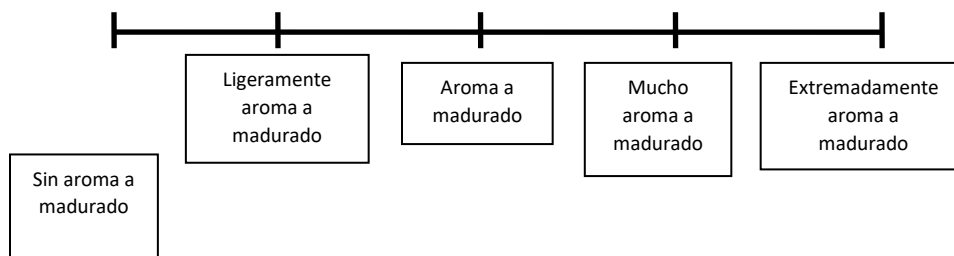 Sin aroma a
madurado
Ligeramente
aroma a
madurado
Aroma a
madurado
Mucho
aroma a
madurado
Extremadamente
aroma a
madurado